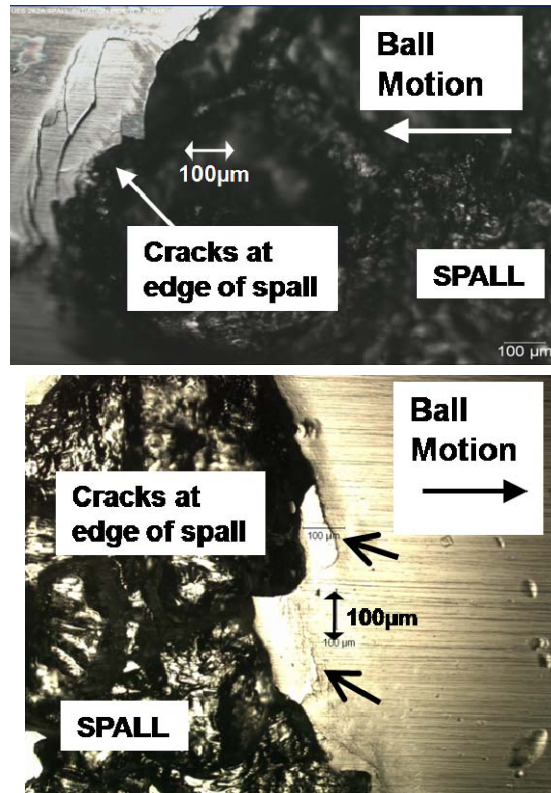 Ball
Motion
100µm
Cracks at
edge of spall
SPALL
100 µm
Ball
Motion
Cracks at
edge of spall
100 µm
100µm
100 µm
SPALL